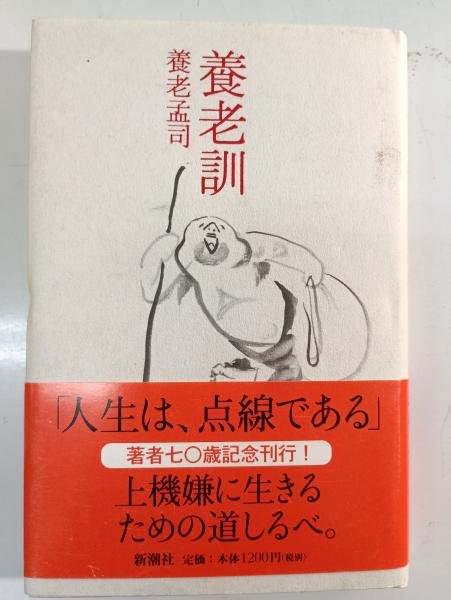 養老訓
養老孟司
「人生は、点線である」
著者七〇歳記念刊行！
上機嫌に生きる
ための道しるべ。
新潮社 定価：本体1200円(税別)